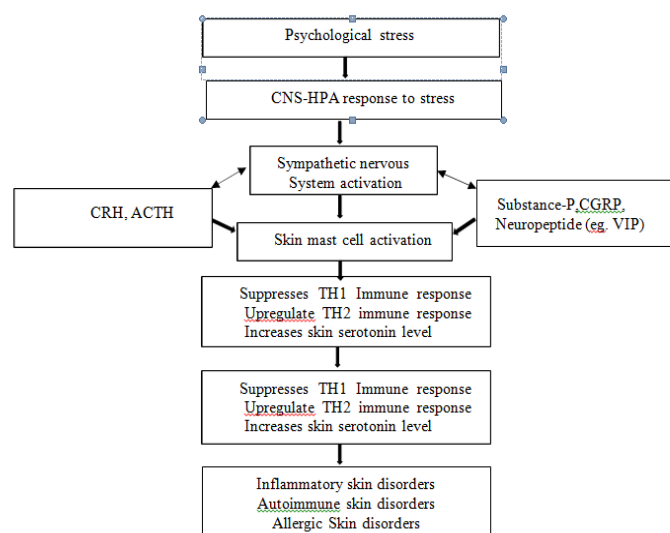 Psychological stress
CNS-HPA response to stress
Sympathetic nervous
System activation
CRH, ACTH
Substance-P,CGRP,
Neuropeptide (eg. VIP)
Skin mast cell activation
Suppresses TH1 Immune response
Upregulate TH2 immune response
Increases skin serotonin level
Suppresses TH1 Immune response
Upregulate TH2 immune response
Increases skin serotonin level
Inflammatory skin disorders
Autoimmune skin disorders
Allergic Skin disorders